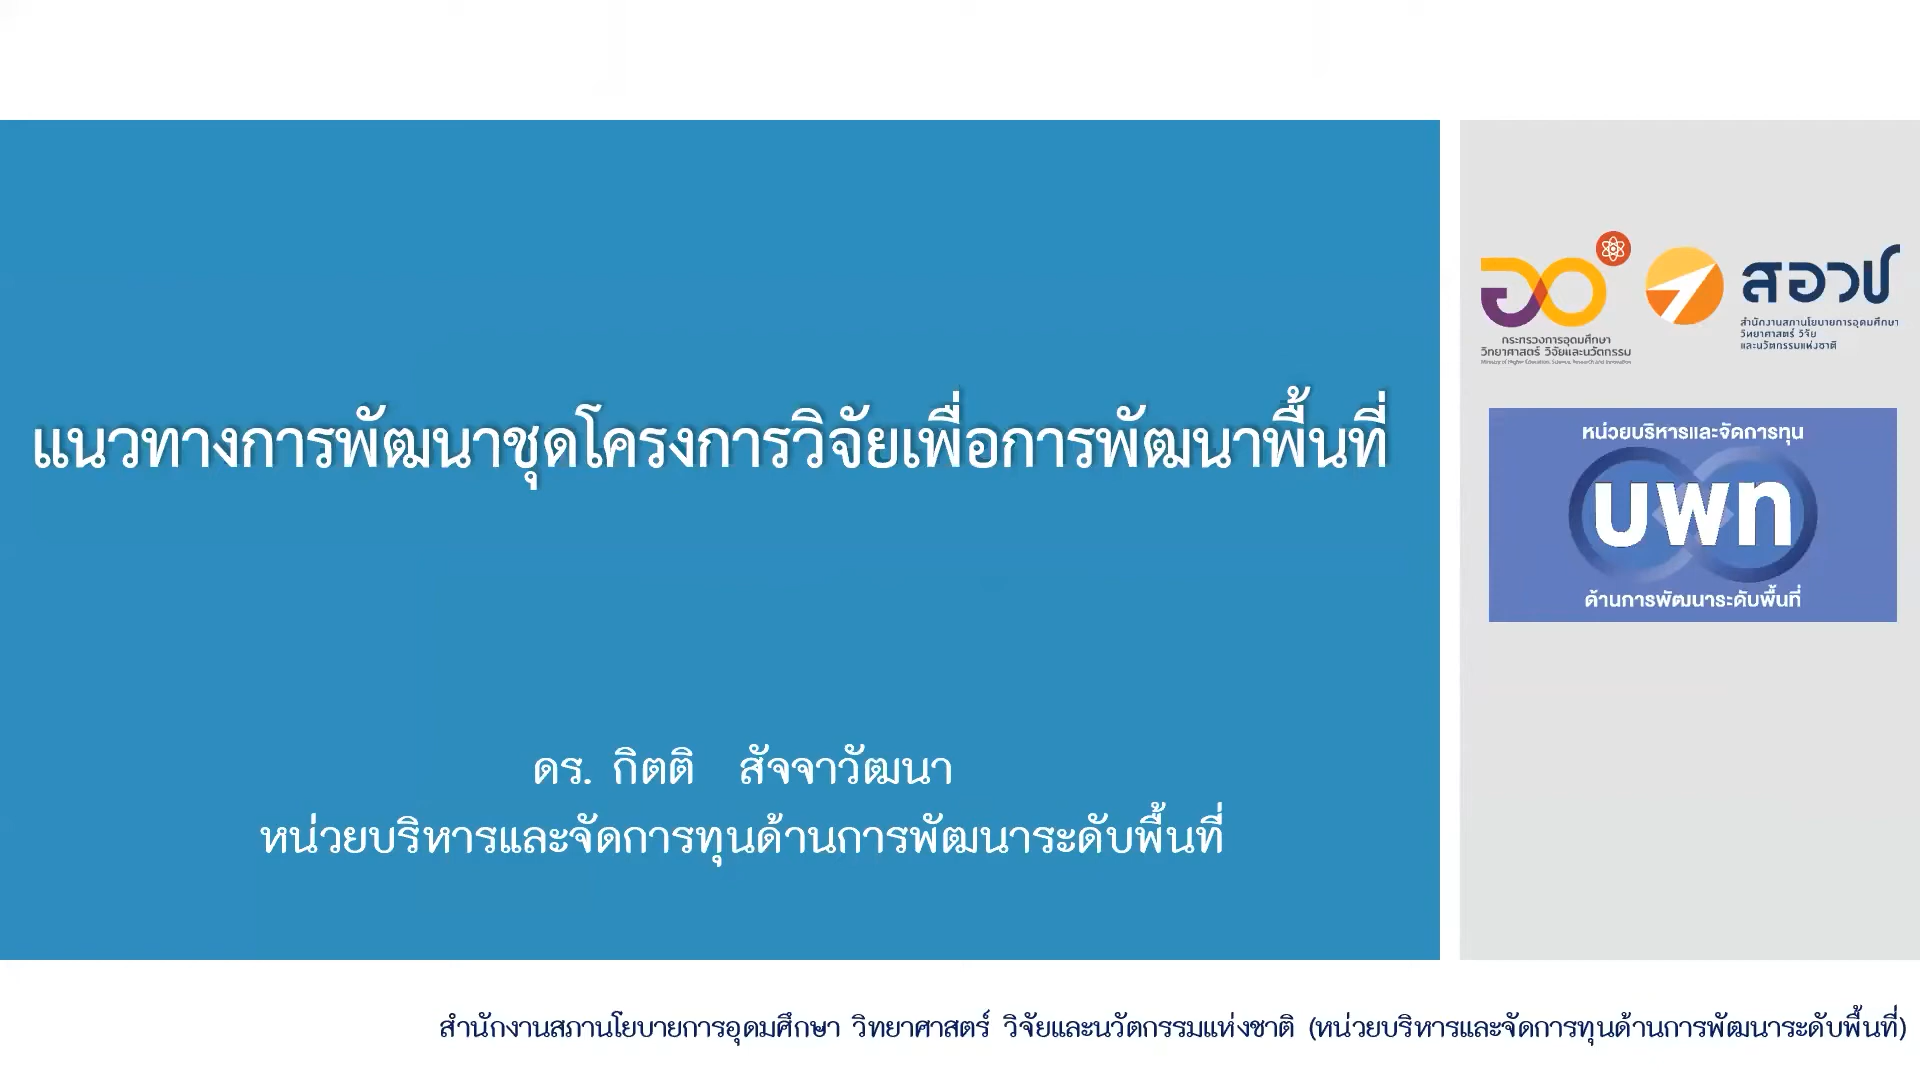 แนวทางการพัฒนาชุดโครงการวิจัยเพื่อการพัฒนาพื้นที่
ดร. กิตติ สัจจาวัฒนา
หน่วยบริหารและจัดการทุนด้านการพัฒนาระดับพื้นที่
กระทรวงการอุดมศึกษา
วิทยาศาสตร์ วิจัยและนวัตกรรม
Ministry of Higher Education, Science, Research and Innovation
สอวช
สำนักงานสภานโยบายการอุดมศึกษา
วิทยาศาสตร์ วิจัย
และนวัตกรรมแห่งชาติ
หน่วยบริหารและจัดการทุน
บพท
ด้านการพัฒนาระดับพื้นที่
สำนักงานสภานโยบายการอุดมศึกษา วิทยาศาสตร์ วิจัยและนวัตกรรมแห่งชาติ (หน่วยบริหารและจัดการทุนด้านการพัฒนาระดับพื้นที่)